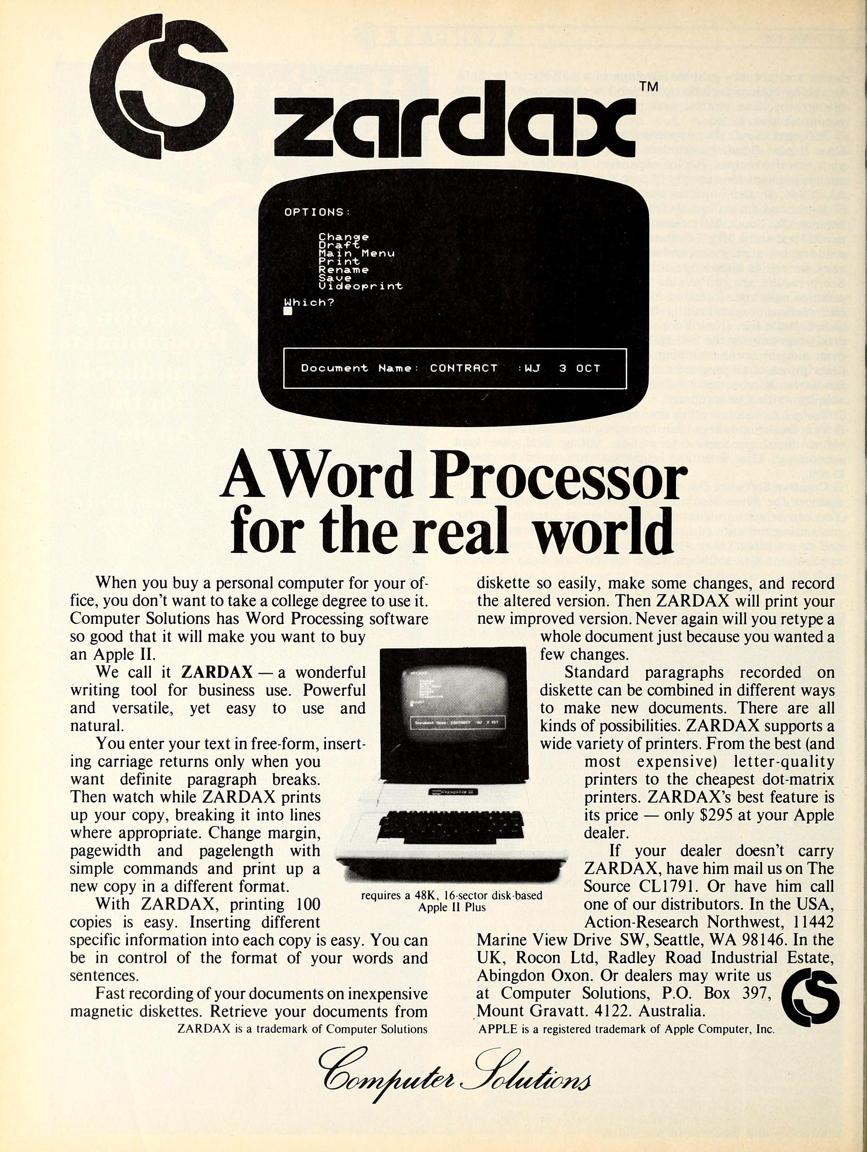 CS
zardax™
OPTIONS:
Change
Draft
Main Menu
Print
Rename
Save
Videoprint
Which?
Document Name: CONTRACT :WJ 3 OCT
A Word Processor
for the real world
When you buy a personal computer for your of-
fice, you don't want to take a college degree to use it.
Computer Solutions has Word Processing software
so good that it will make you want to buy
an Apple II.
We call it ZARDAX — a wonderful
writing tool for business use. Powerful
and versatile, yet easy to use and
natural.
You enter your text in free-form, insert-
ing carriage returns only when you
want definite paragraph breaks.
Then watch while ZARDAX prints
up your copy, breaking it into lines
where appropriate. Change margin,
pagewidth and pagelength with
simple commands and print up a
new copy in a different format.
With ZARDAX, printing 100
copies is easy. Inserting different
specific information into each copy is easy. You can
be in control of the format of your words and
sentences.
Fast recording of your documents on inexpensive
magnetic diskettes. Retrieve your documents from
ZARDAX is a trademark of Computer Solutions
Document Name: CONTRACT :WJ 3 OCT
requires a 48K, 16-sector disk-based
Apple II Plus
diskette so easily, make some changes, and record
the altered version. Then ZARDAX will print your
new improved version. Never again will you retype a
whole document just because you wanted a
few changes.
Standard paragraphs recorded on
diskette can be combined in different ways
to make new documents. There are all
kinds of possibilities. ZARDAX supports a
wide variety of printers. From the best (and
most expensive) letter-quality
printers to the cheapest dot-matrix
printers. ZARDAX's best feature is
its price — only $295 at your Apple
dealer.
If your dealer doesn't carry
ZARDAX, have him mail us on The
Source CL1791. Or have him call
one of our distributors. In the USA,
Action-Research Northwest, 11442
Marine View Drive SW, Seattle, WA 98146. In the
UK, Rocon Ltd, Radley Road Industrial Estate,
Abingdon Oxon. Or dealers may write us
at Computer Solutions, P.O. Box 397,
Mount Gravatt. 4122. Australia.
CS
APPLE is a registered trademark of Apple Computer, Inc.
Computer Solutions